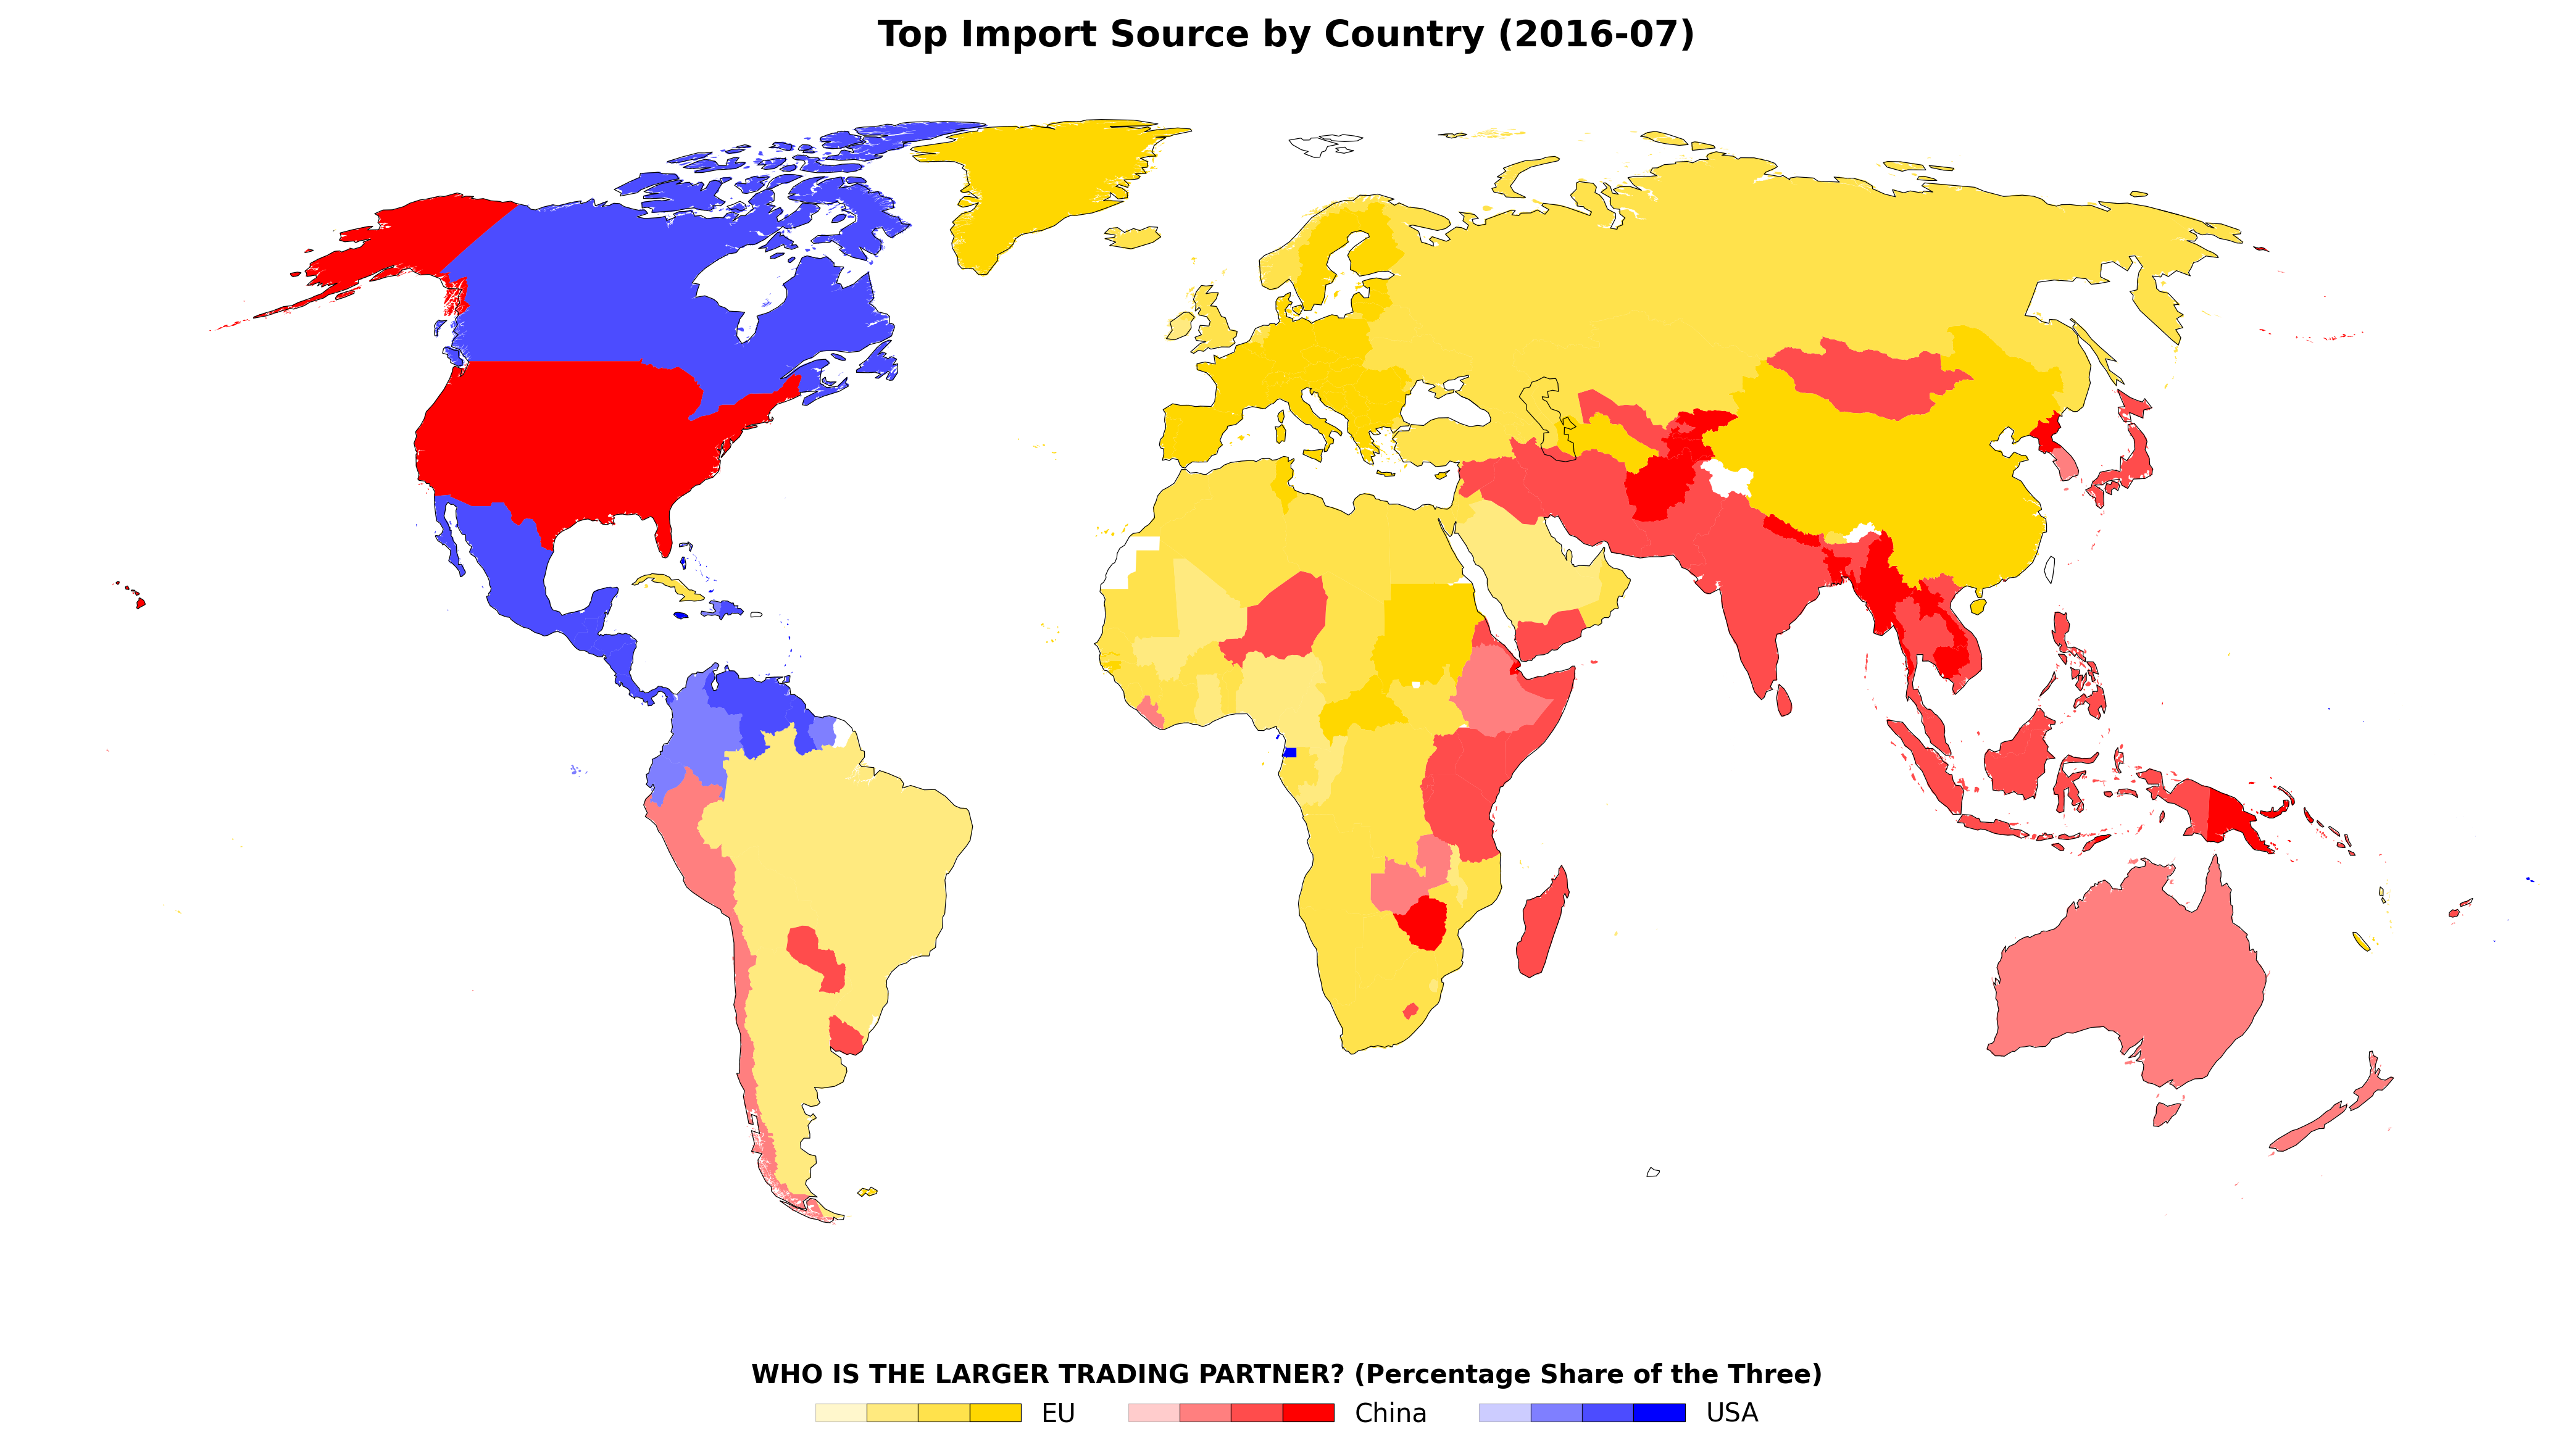 Top Import Source by Country (2016-07)
WHO IS THE LARGER TRADING PARTNER? (Percentage Share of the Three)
EU China USA